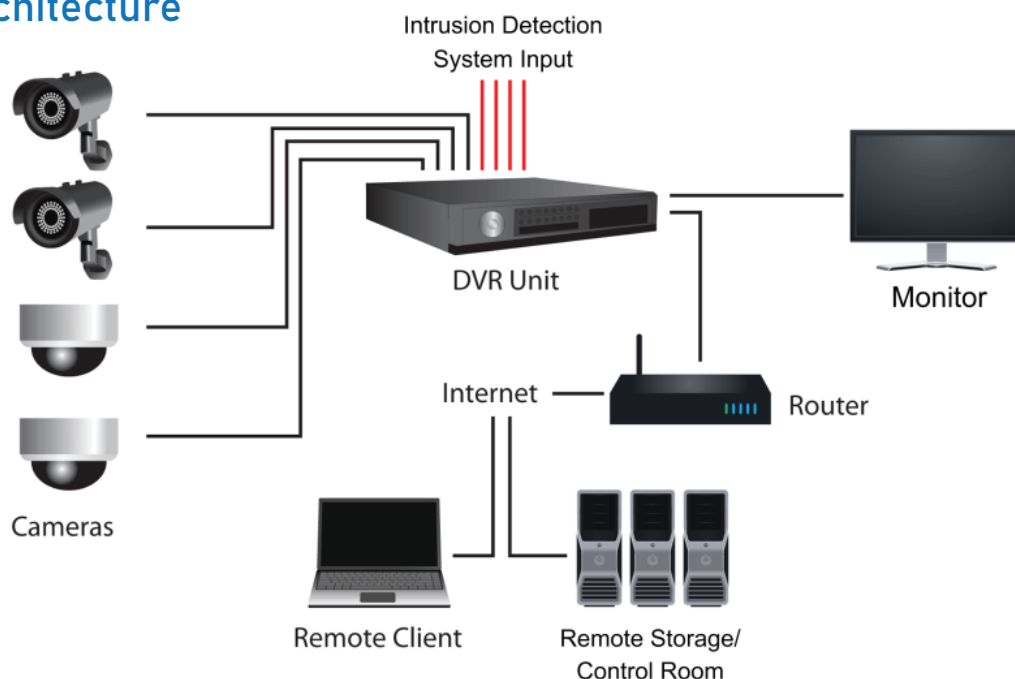 chitecture
Intrusion Detection
System Input
DVR Unit
Monitor
Internet
Router
Cameras
Remote Client
Remote Storage/
Control Room